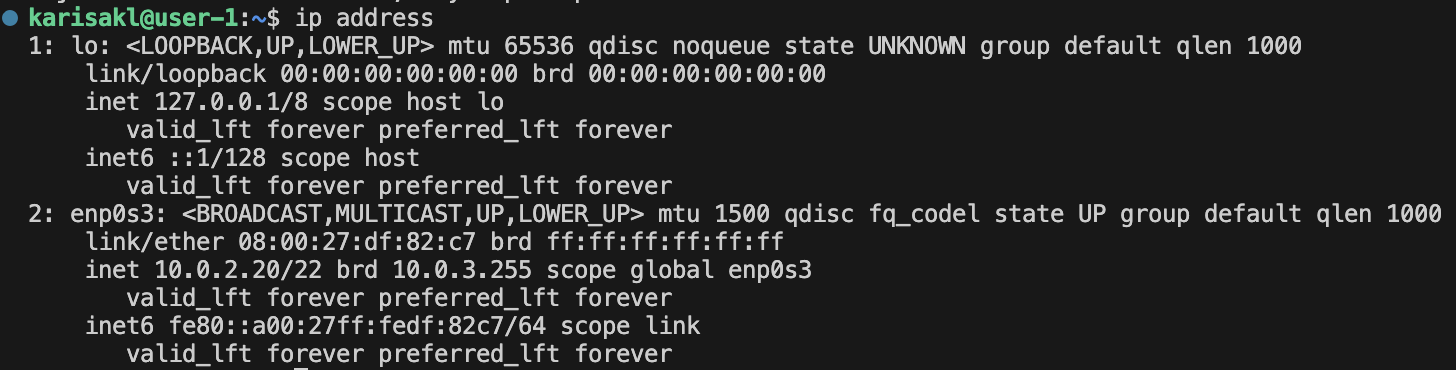 karisakl@user-1:~$ ip address
1: lo: <LOOPBACK,UP,LOWER_UP> mtu 65536 qdisc noqueue state UNKNOWN group default qlen 1000
link/loopback 00:00:00:00:00:00 brd 00:00:00:00:00:00
inet 127.0.0.1/8 scope host lo
valid_lft forever preferred_lft forever
inet6 ::1/128 scope host
valid_lft forever preferred_lft forever
2: enp0s3: <BROADCAST,MULTICAST,UP,LOWER_UP> mtu 1500 qdisc fq_codel state UP group default qlen 1000
link/ether 08:00:27:df:82:c7 brd ff:ff:ff:ff:ff:ff
inet 10.0.2.20/22 brd 10.0.3.255 scope global enp0s3
valid_lft forever preferred_lft forever
inet6 fe80::a00:27ff:fedf:82c7/64 scope link
valid_lft forever preferred_lft forever